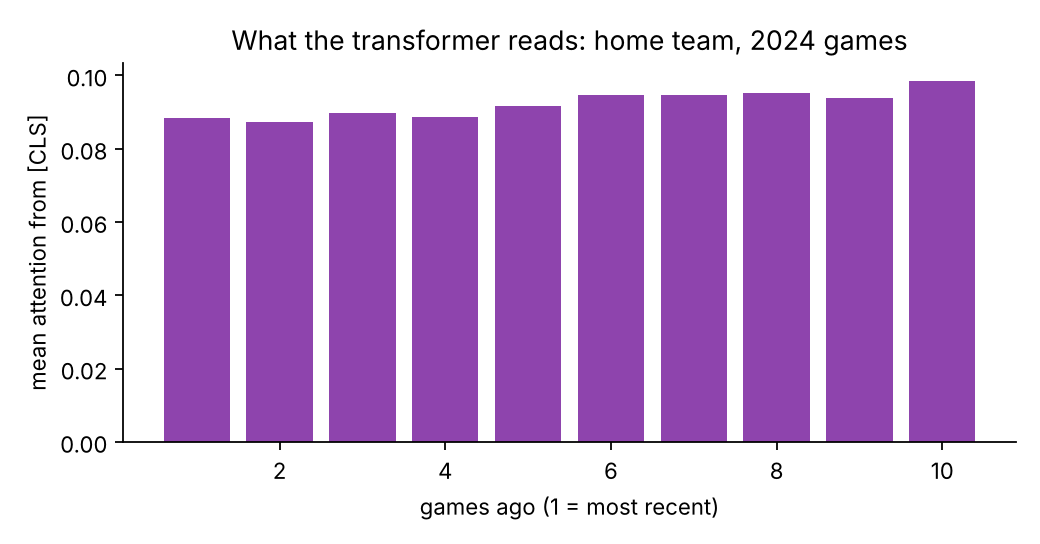 What the transformer reads: home team, 2024 games
mean attention from [CLS]
0.10
0.08
0.06
0.04
0.02
0.00
2 4 6 8 10
games ago (1 = most recent)